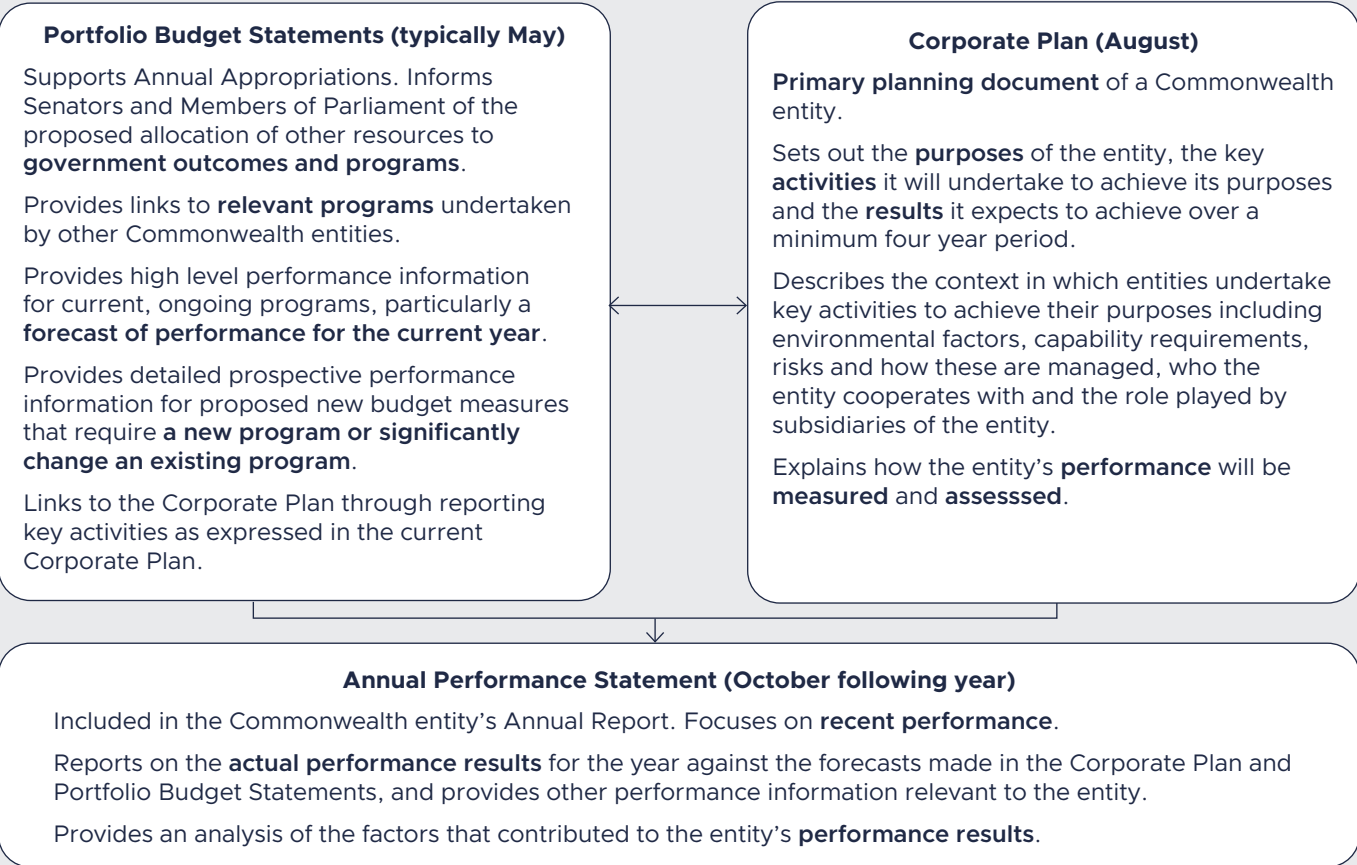 Portfolio Budget Statements (typically May)
Supports Annual Appropriations. Informs
Senators and Members of Parliament of the
proposed allocation of other resources to
government outcomes and programs.
Provides links to relevant programs undertaken
by other Commonwealth entities.
Provides high level performance information
for current, ongoing programs, particularly a
forecast of performance for the current year.
Provides detailed prospective performance
information for proposed new budget measures
that require a new program or significantly
change an existing program.
Links to the Corporate Plan through reporting
key activities as expressed in the current
Corporate Plan.
Corporate Plan (August)
Primary planning document of a Commonwealth
entity.
Sets out the purposes of the entity, the key
activities it will undertake to achieve its purposes
and the results it expects to achieve over a
minimum four year period.
Describes the context in which entities undertake
key activities to achieve their purposes including
environmental factors, capability requirements,
risks and how these are managed, who the
entity cooperates with and the role played by
subsidiaries of the entity.
Explains how the entity’s performance will be
measured and assesssed.
Annual Performance Statement (October following year)
Included in the Commonwealth entity’s Annual Report. Focuses on recent performance.
Reports on the actual performance results for the year against the forecasts made in the Corporate Plan and
Portfolio Budget Statements, and provides other performance information relevant to the entity.
Provides an analysis of the factors that contributed to the entity’s performance results.